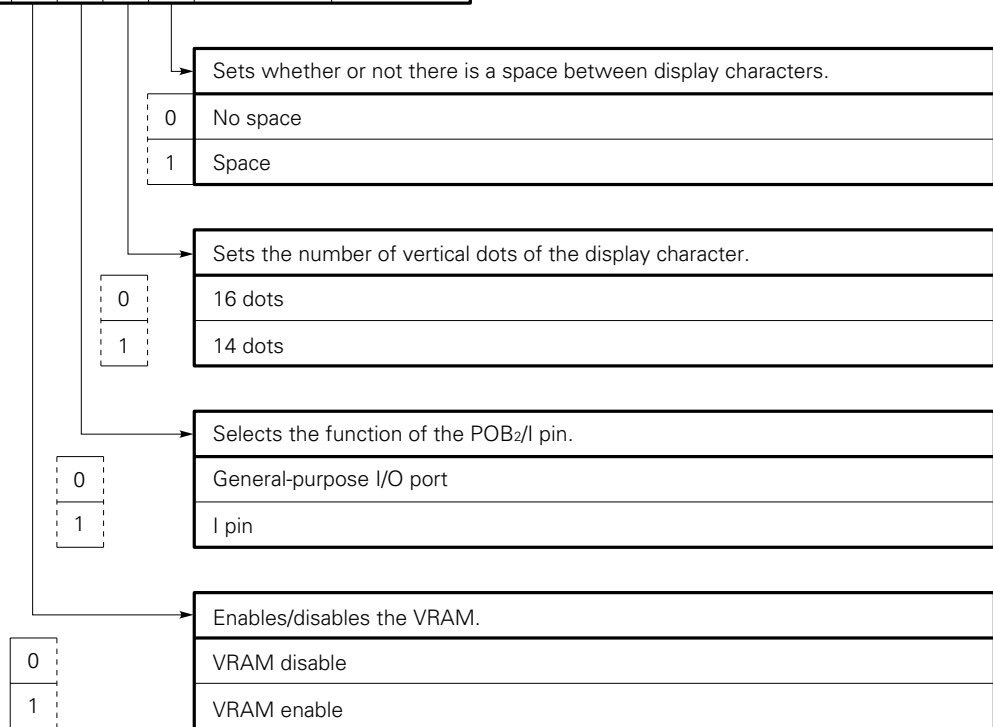 Sets whether or not there is a space between display characters.
0 No space
1 Space
Sets the number of vertical dots of the display character.
0 16 dots
1 14 dots
Selects the function of the POB2/I pin.
0 General-purpose I/O port
1 I pin
Enables/disables the VRAM.
0 VRAM disable
1 VRAM enable